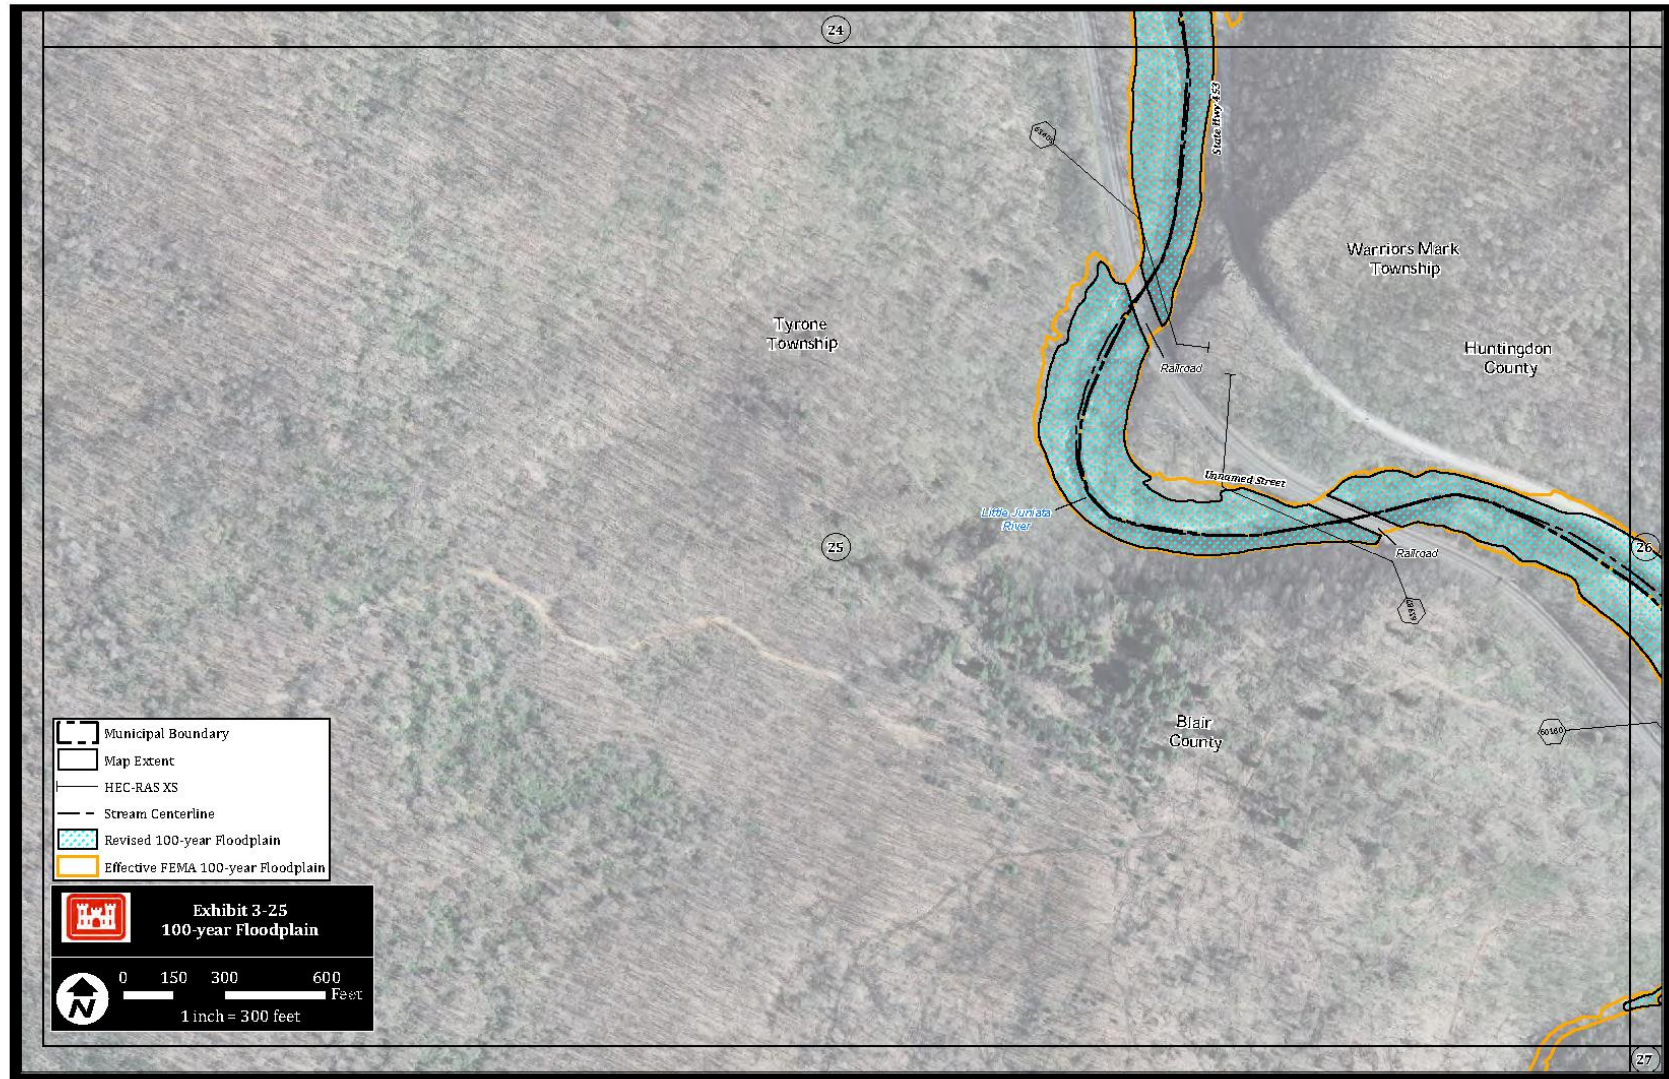 24
State Hwy 453
Warriors Mark
Township
Tyrone
Township
Huntingdon
County
Railroad
Unnamed Street
Little Juniata
River
25
Railroad
26
Blair
County
60160
Municipal Boundary
Map Extent
HEC-RAS XS
Stream Centerline
Revised 100-year Floodplain
Effective FEMA 100-year Floodplain
Exhibit 3-25
100-year Floodplain
0 150 300 600
Feet
N
1 inch = 300 feet
27